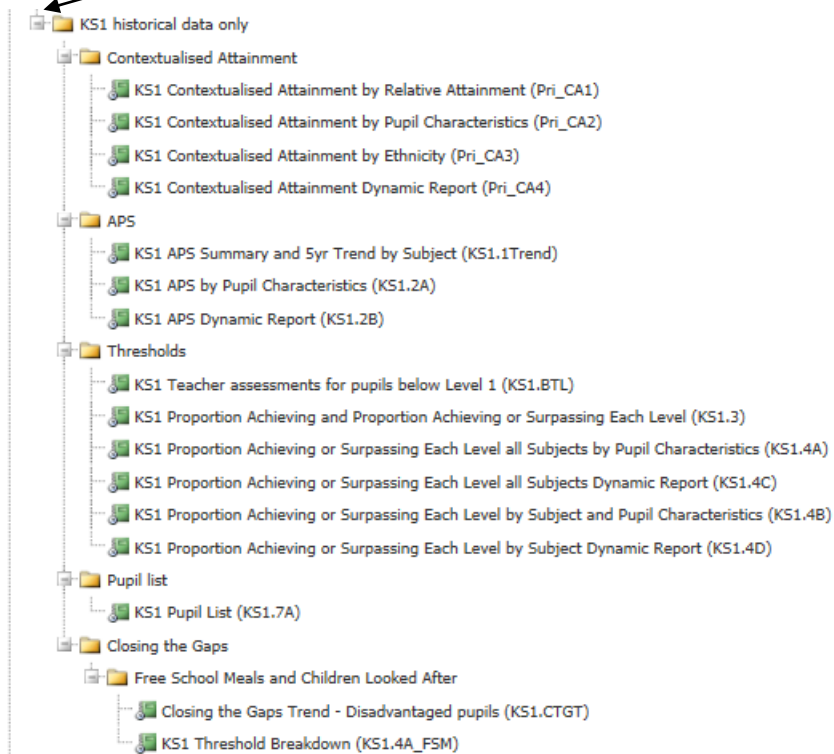 KS1 historical data only
Contextualised Attainment
KS1 Contextualised Attainment by Relative Attainment (Pri_CA1)
KS1 Contextualised Attainment by Pupil Characteristics (Pri_CA2)
KS1 Contextualised Attainment by Ethnicity (Pri_CA3)
KS1 Contextualised Attainment Dynamic Report (Pri_CA4)
APS
KS1 APS Summary and 5yr Trend by Subject (KS1.1Trend)
KS1 APS by Pupil Characteristics (KS1.2A)
KS1 APS Dynamic Report (KS1.2B)
Thresholds
KS1 Teacher assessments for pupils below Level 1 (KS1.BTL)
KS1 Proportion Achieving and Proportion Achieving or Surpassing Each Level (KS1.3)
KS1 Proportion Achieving or Surpassing Each Level all Subjects by Pupil Characteristics (KS1.4A)
KS1 Proportion Achieving or Surpassing Each Level all Subjects Dynamic Report (KS1.4C)
KS1 Proportion Achieving or Surpassing Each Level by Subject and Pupil Characteristics (KS1.4B)
KS1 Proportion Achieving or Surpassing Each Level by Subject Dynamic Report (KS1.4D)
Pupil list
KS1 Pupil List (KS1.7A)
Closing the Gaps
Free School Meals and Children Looked After
Closing the Gaps Trend - Disadvantaged pupils (KS1.CTGT)
KS1 Threshold Breakdown (KS1.4A_FSM)